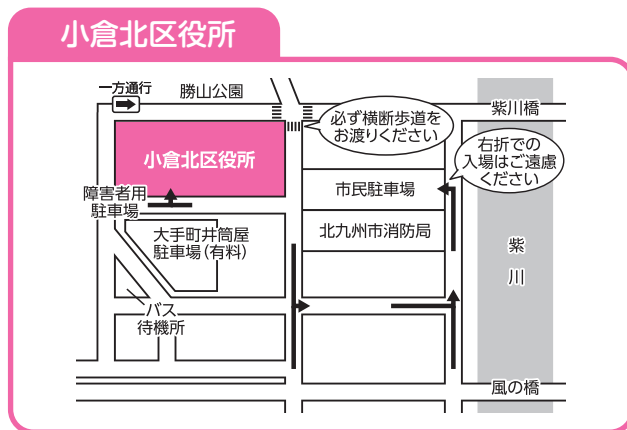 小倉北区役所
一方通行
勝山公園
紫川橋
必ず横断歩道を
お渡りください
小倉北区役所
右折での
入場はご遠慮
ください
障害者用
駐車場
市民駐車場
大手町井筒屋
駐車場（有料）
北九州市消防局
紫
川
バス
待機所
風の橋